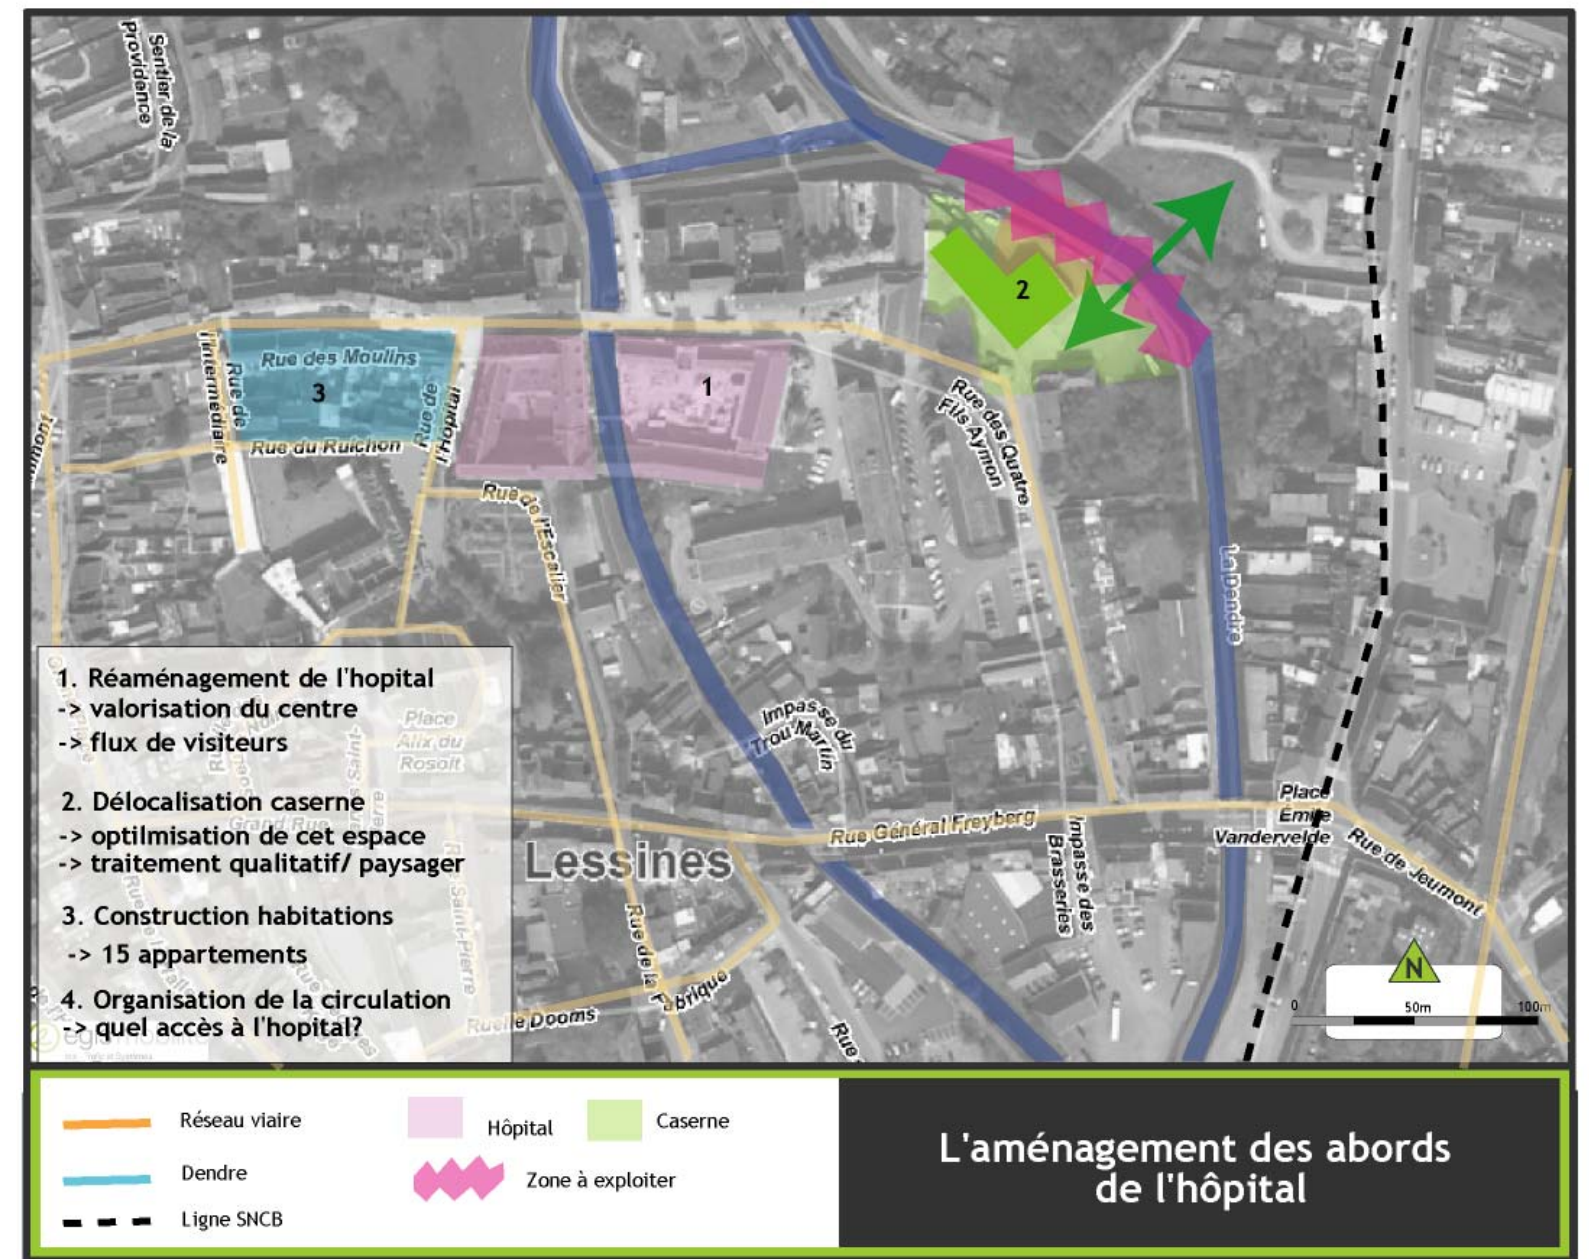 Sentier de la
Providence
Rue des Moulins
3
Rue de
l'Intermédiaire
Rue de
l'Hôpital
Rue du Ruichon
1
2
Rue des Quatre
Fils Aymon
Rue de l'Escalier
La Dendre
Impasse du
Trou Martin
Place
Alix du
Rosoit
Grand Rue
Rue Général Freyberg
Place
Émile
Vandervelde
Rue de Jeumont
Impasse des
Brasseries
Lessines
Rue de la Fabrique
Ruelle Dooms
Rue
1. Réaménagement de l'hopital
-> valorisation du centre
-> flux de visiteurs
2. Délocalisation caserne
-> optilmisation de cet espace
-> traitement qualitatif/ paysager
3. Construction habitations
-> 15 appartements
4. Organisation de la circulation
-> quel accès à l'hopital?
N
0 50m 100m
Réseau viaire
Dendre
Ligne SNCB
Hôpital
Caserne
Zone à exploiter
L'aménagement des abords
de l'hôpital